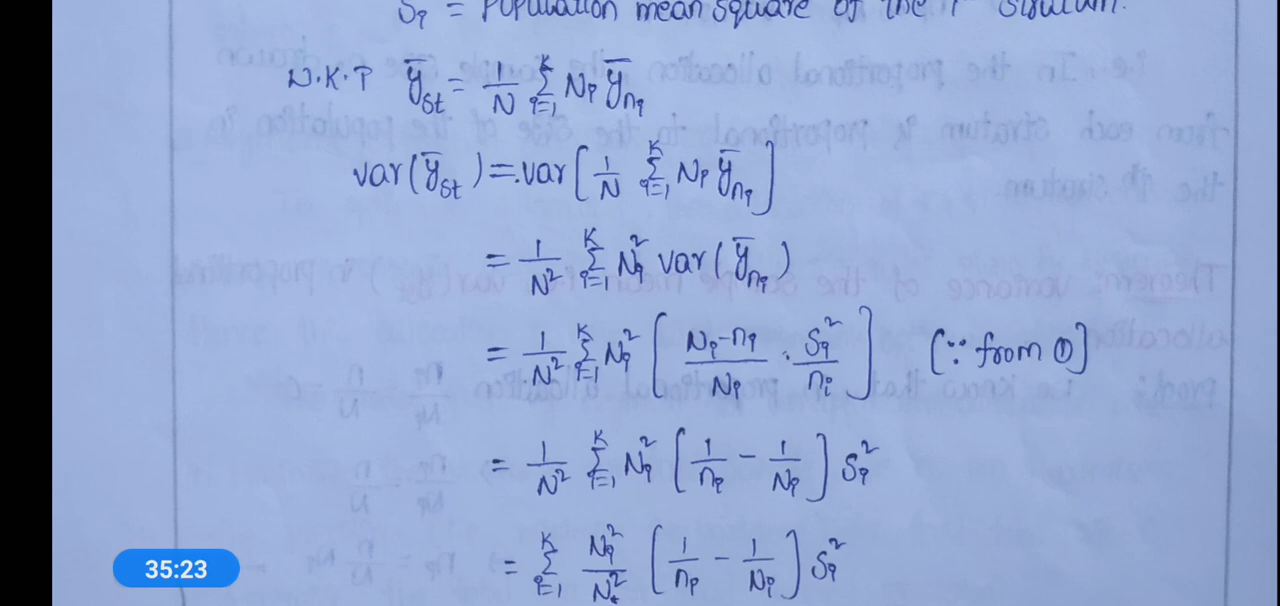 S_i² = Population mean square of the iᵗʰ stratum.
W.K.T ȳ_st = 1/N Σ_{i=1}^{K} N_i ȳ_{n_i}
var(ȳ_st) = var[1/N Σ_{i=1}^{K} N_i ȳ_{n_i}]
= 1/N² Σ_{i=1}^{K} N_i² var(ȳ_{n_i})
= 1/N² Σ_{i=1}^{K} N_i² [(N_i - n_i)/N_i · S_i²/n_i] [∵ from ①]
= 1/N² Σ_{i=1}^{K} N_i² [1/n_i - 1/N_i] S_i²
= Σ_{i=1}^{K} N_i²/N² [1/n_i - 1/N_i] S_i²
35:23